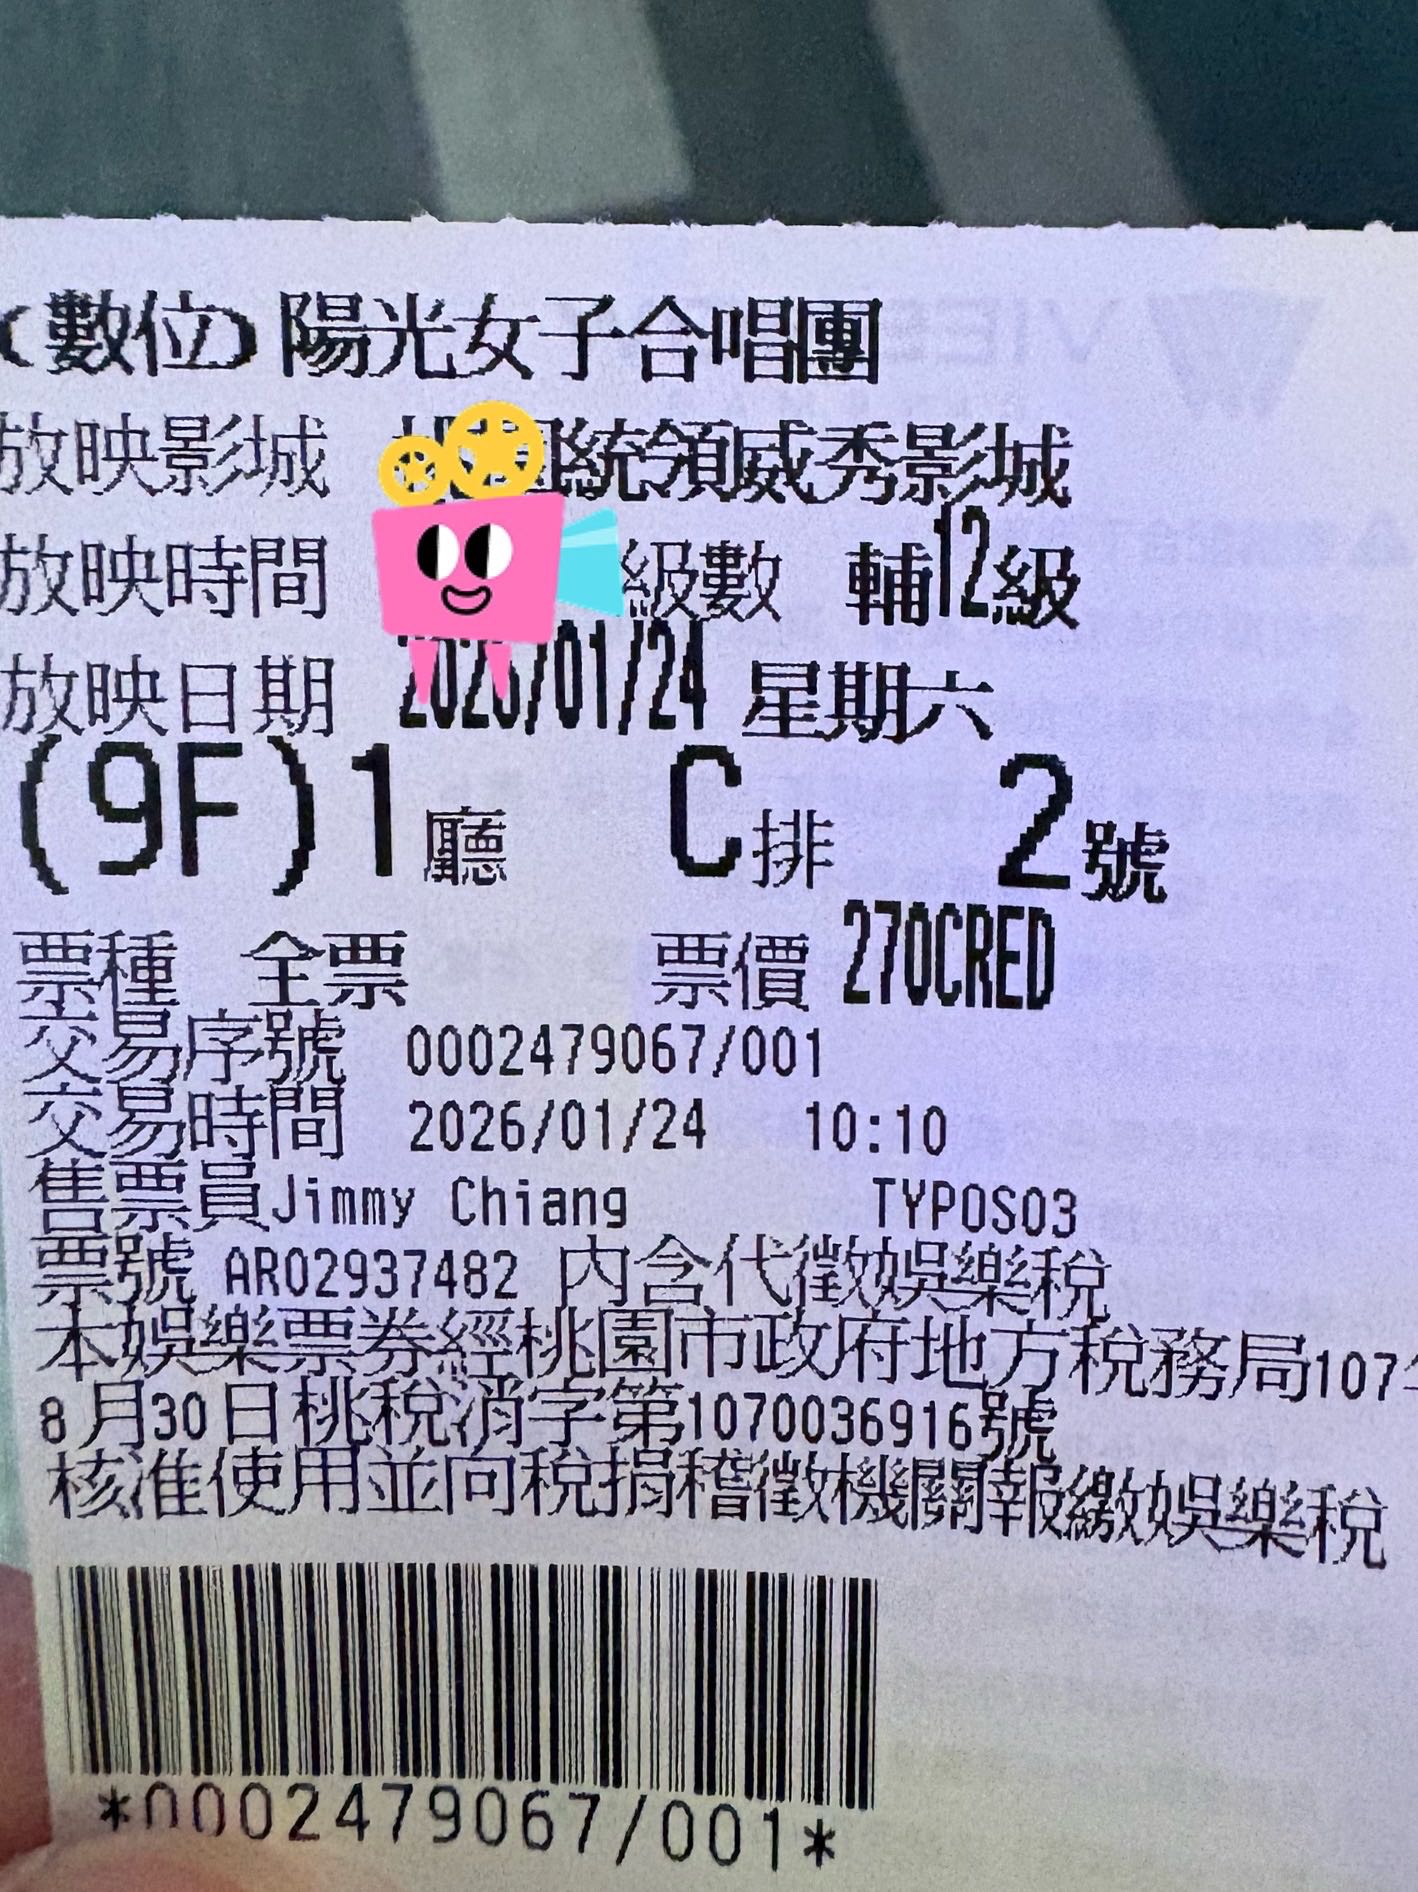 (數位)陽光女子合唱團
放映影城 桃園統領威秀影城
放映時間 級數 輔12級
放映日期 2026/01/24 星期六
(9F)1廳 C排 2號
票種 全票 票價 270CRED
交易序號 0002479067/001
交易時間 2026/01/24 10:10
售票員Jimmy Chiang TYPOS03
票號 AR02937482 內含代徵娛樂稅
本娛樂票券經桃園市政府地方稅務局107年
8月30日桃稅消字第1070036916號
核准使用並向稅捐稽徵機關報繳娛樂稅
*0002479067/001*